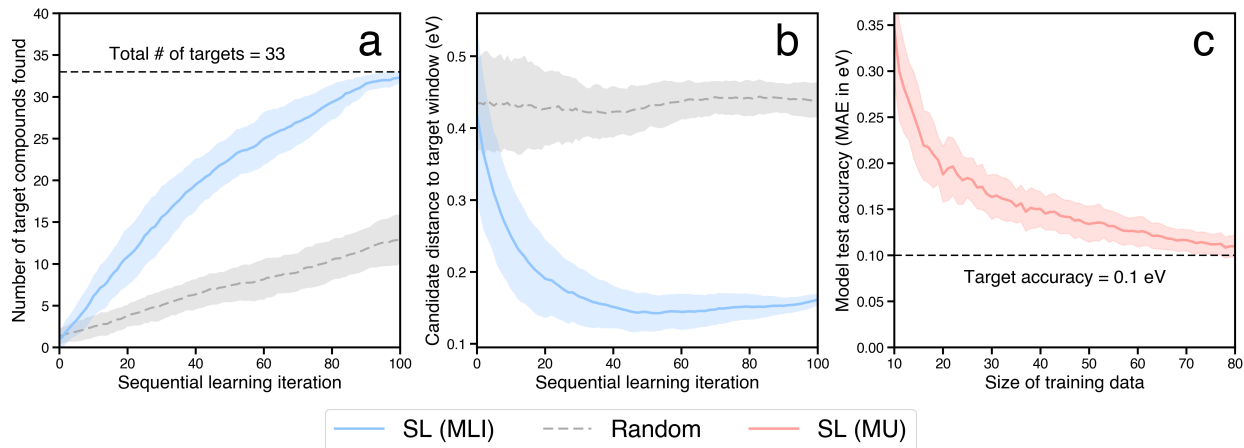 a
Total # of targets = 33
Number of target compounds found
40
35
30
25
20
15
10
5
0
0 20 40 60 80 100
Sequential learning iteration
b
Candidate distance to target window (eV)
0.5
0.4
0.3
0.2
0.1
0 20 40 60 80 100
Sequential learning iteration
c
Model test accuracy (MAE in eV)
0.35
0.30
0.25
0.20
0.15
0.10
0.05
0.00
Target accuracy = 0.1 eV
10 20 30 40 50 60 70 80
Size of training data
SL (MLI) Random SL (MU)